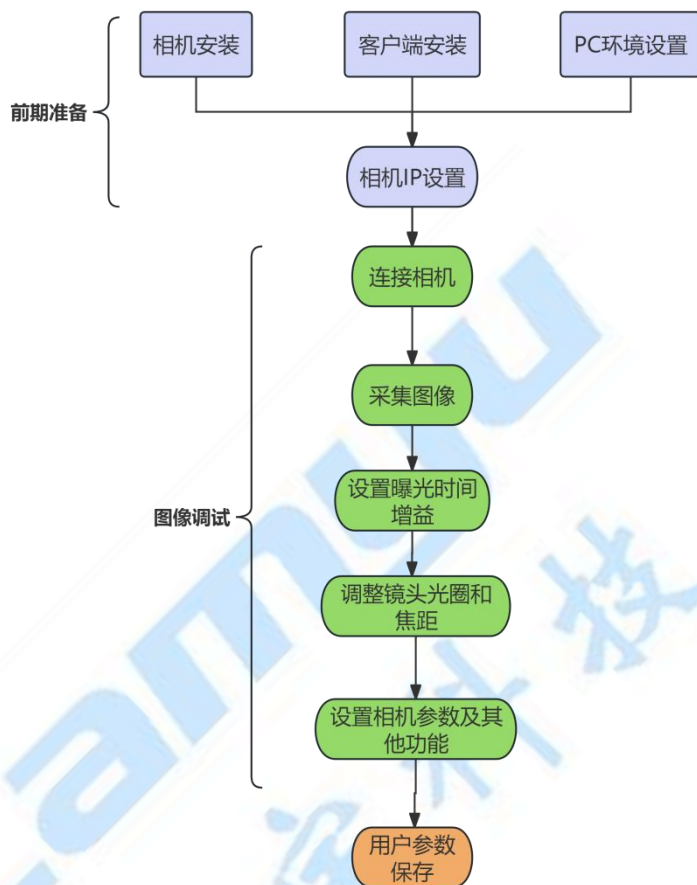 相机安装
客户端安装
PC环境设置
前期准备
相机IP设置
连接相机
采集图像
设置曝光时间
增益
图像调试
调整镜头光圈和
焦距
设置相机参数及其
他功能
用户参数
保存
科技